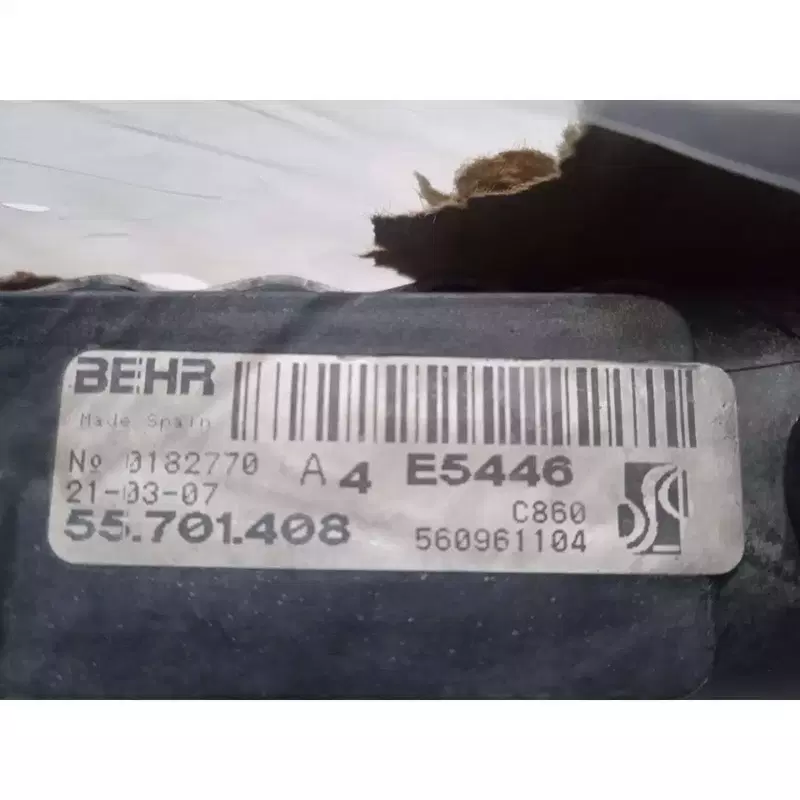 BEHR
Made Spain
No 0182770 A 4 E5446
21-03-07 C860
55.701.408 560961104